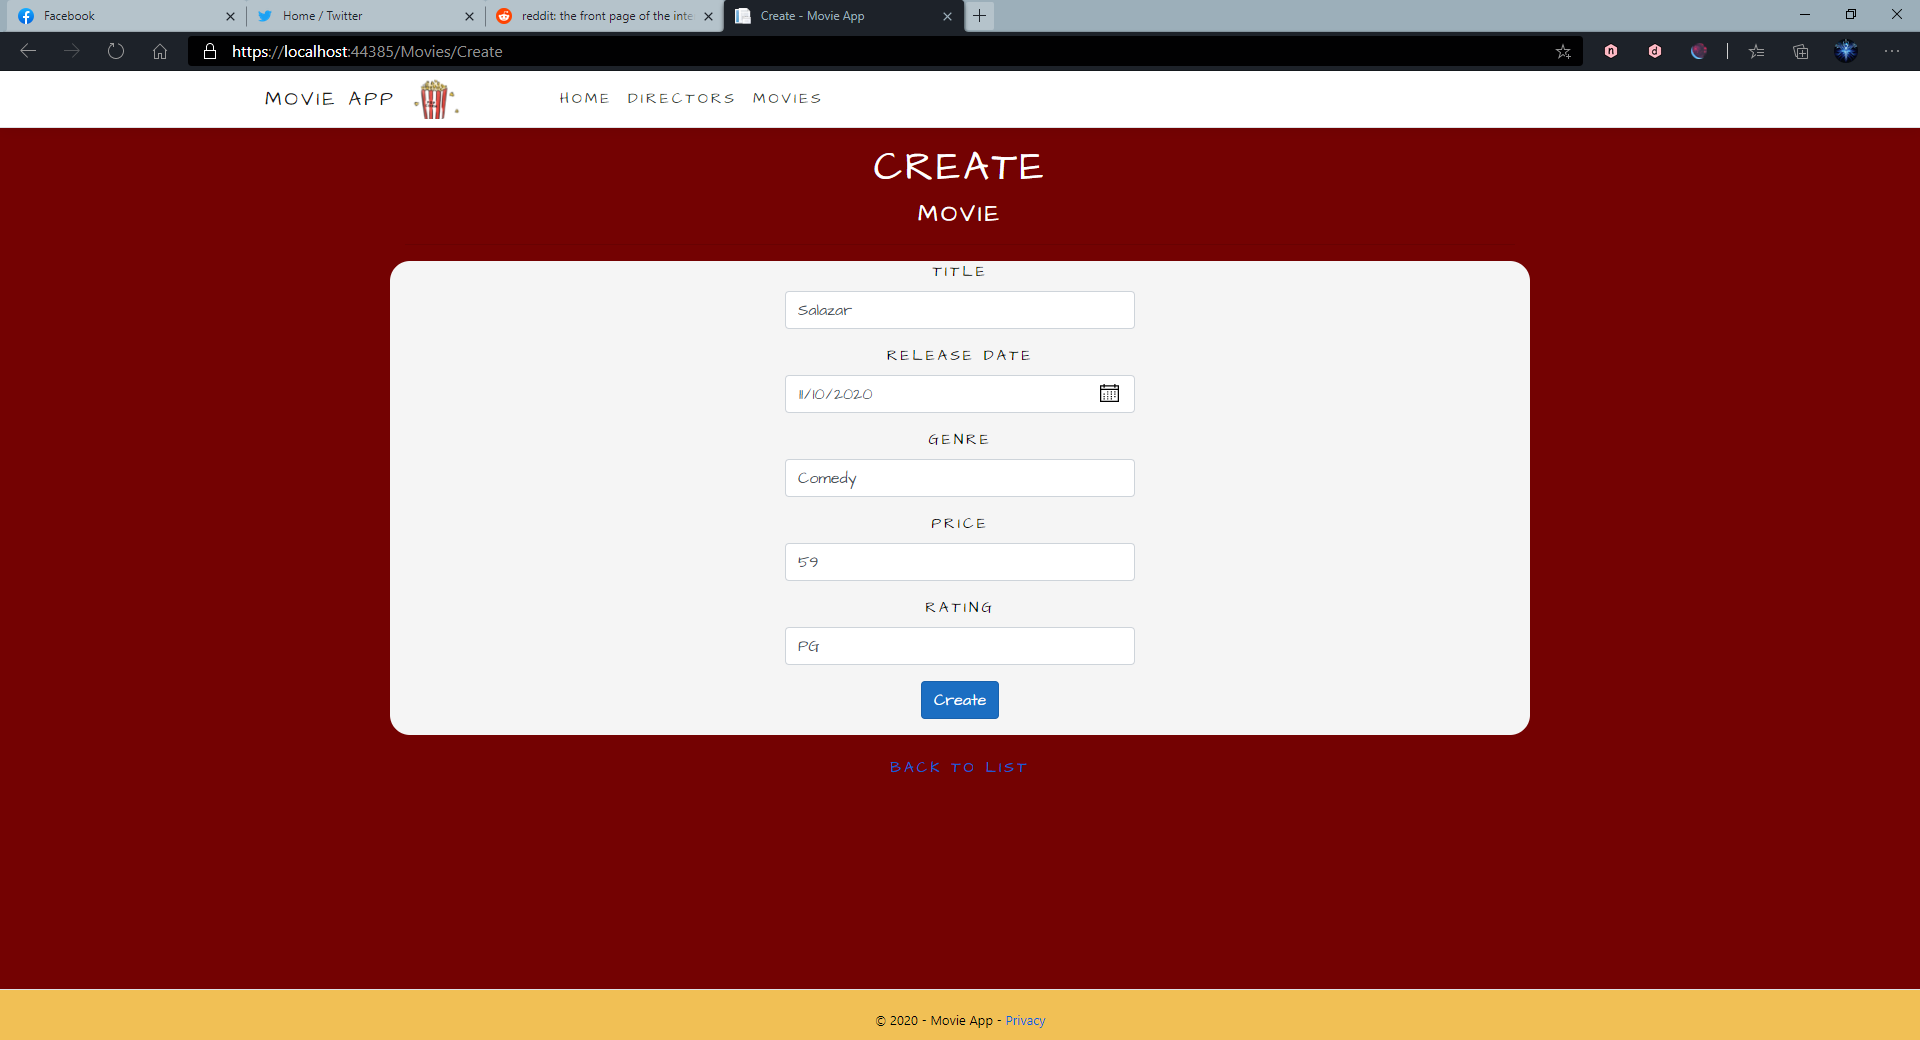 Facebook
Home / Twitter
reddit: the front page of the inte
Create - Movie App
https://localhost:44385/Movies/Create
MOVIE APP
HOME DIRECTORS MOVIES
CREATE
MOVIE
TITLE
Salazar
RELEASE DATE
11/10/2020
GENRE
Comedy
PRICE
59
RATING
PG
Create
BACK TO LIST
© 2020 - Movie App - Privacy